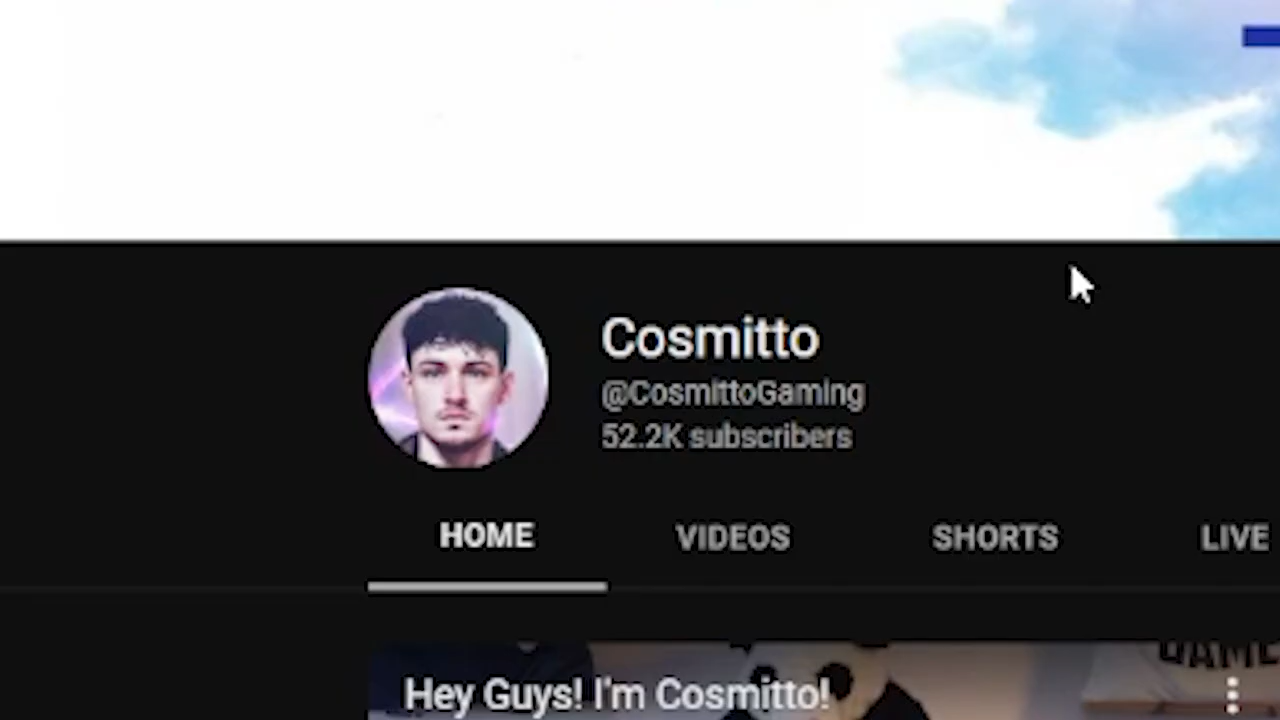 Cosmitto
@CosmittoGaming
52.2K subscribers
HOME VIDEOS SHORTS LIVE
Hey Guys! I'm Cosmitto!